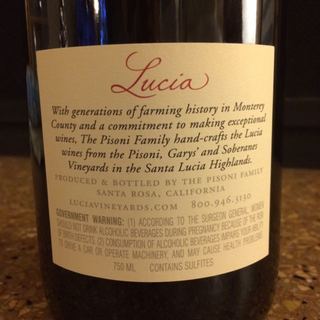 Lucia
With generations of farming history in Monterey
County and a commitment to making exceptional
wines, The Pisoni Family hand-crafts the Lucia
wines from the Pisoni, Garys' and Soberanes
Vineyards in the Santa Lucia Highlands.
PRODUCED & BOTTLED BY THE PISONI FAMILY
SANTA ROSA, CALIFORNIA
LUCIAVINEYARDS.COM 800.946.3130
GOVERNMENT WARNING: (1) ACCORDING TO THE SURGEON GENERAL, WOMEN
SHOULD NOT DRINK ALCOHOLIC BEVERAGES DURING PREGNANCY BECAUSE OF THE RISK
OF BIRTH DEFECTS. (2) CONSUMPTION OF ALCOHOLIC BEVERAGES IMPAIRS YOUR ABILITY
TO DRIVE A CAR OR OPERATE MACHINERY, AND MAY CAUSE HEALTH PROBLEMS.
750 ML CONTAINS SULFITES